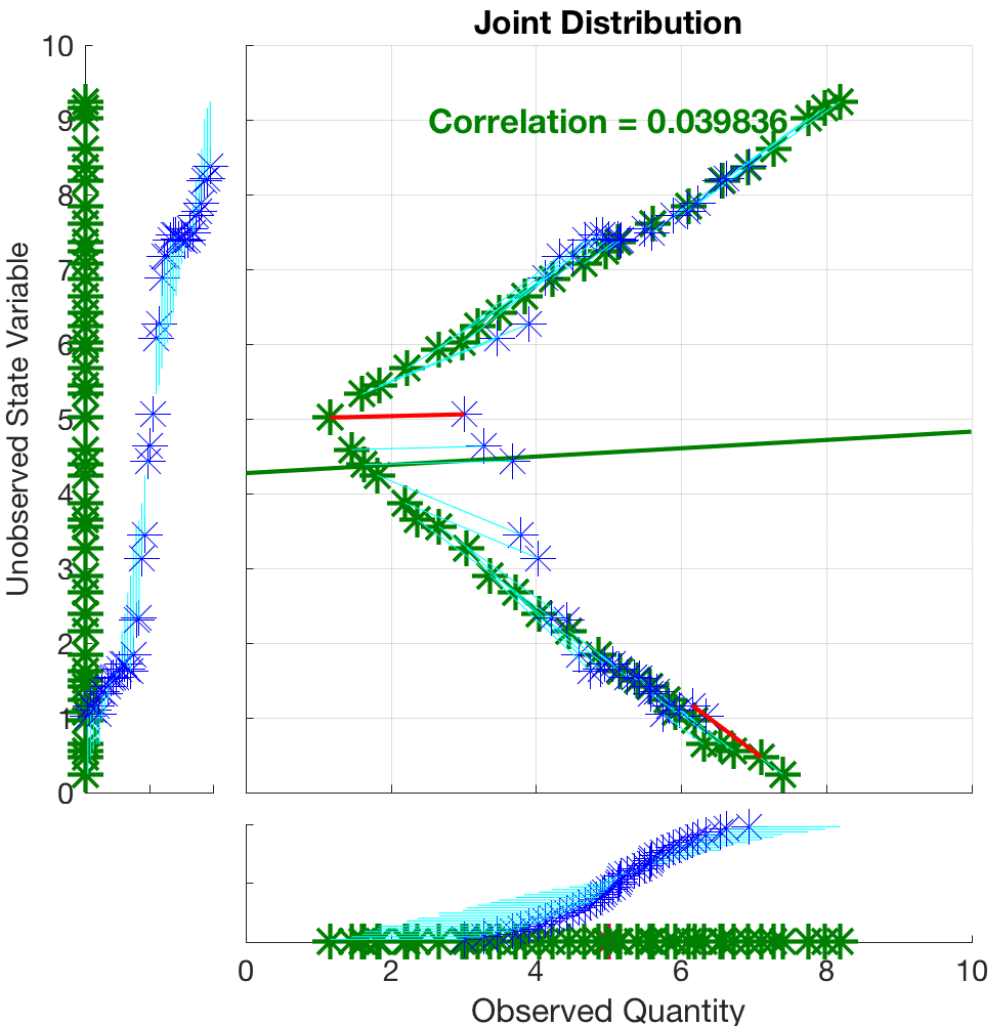 Joint Distribution
Correlation = 0.039836
Unobserved State Variable
10
9
8
7
6
5
4
3
2
1
0
0 2 4 6 8 10
Observed Quantity